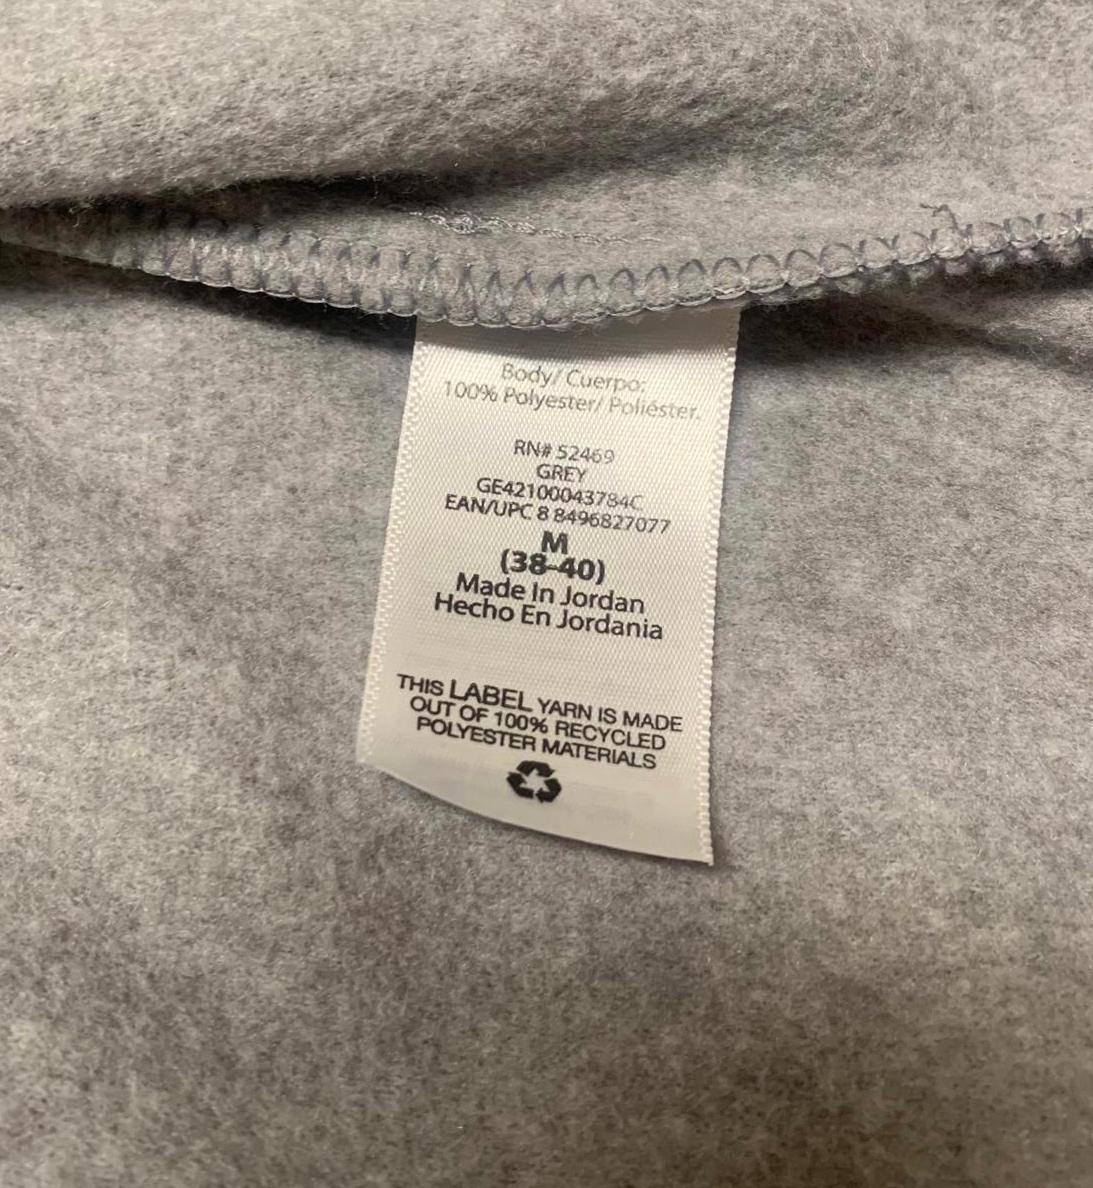 Body/ Cuerpo:
100% Polyester/ Poliéster.
RN# 52469
GREY
GE42100043784C
EAN/UPC 8 8496827077
M
(38-40)
Made In Jordan
Hecho En Jordania
THIS LABEL YARN IS MADE
OUT OF 100% RECYCLED
POLYESTER MATERIALS